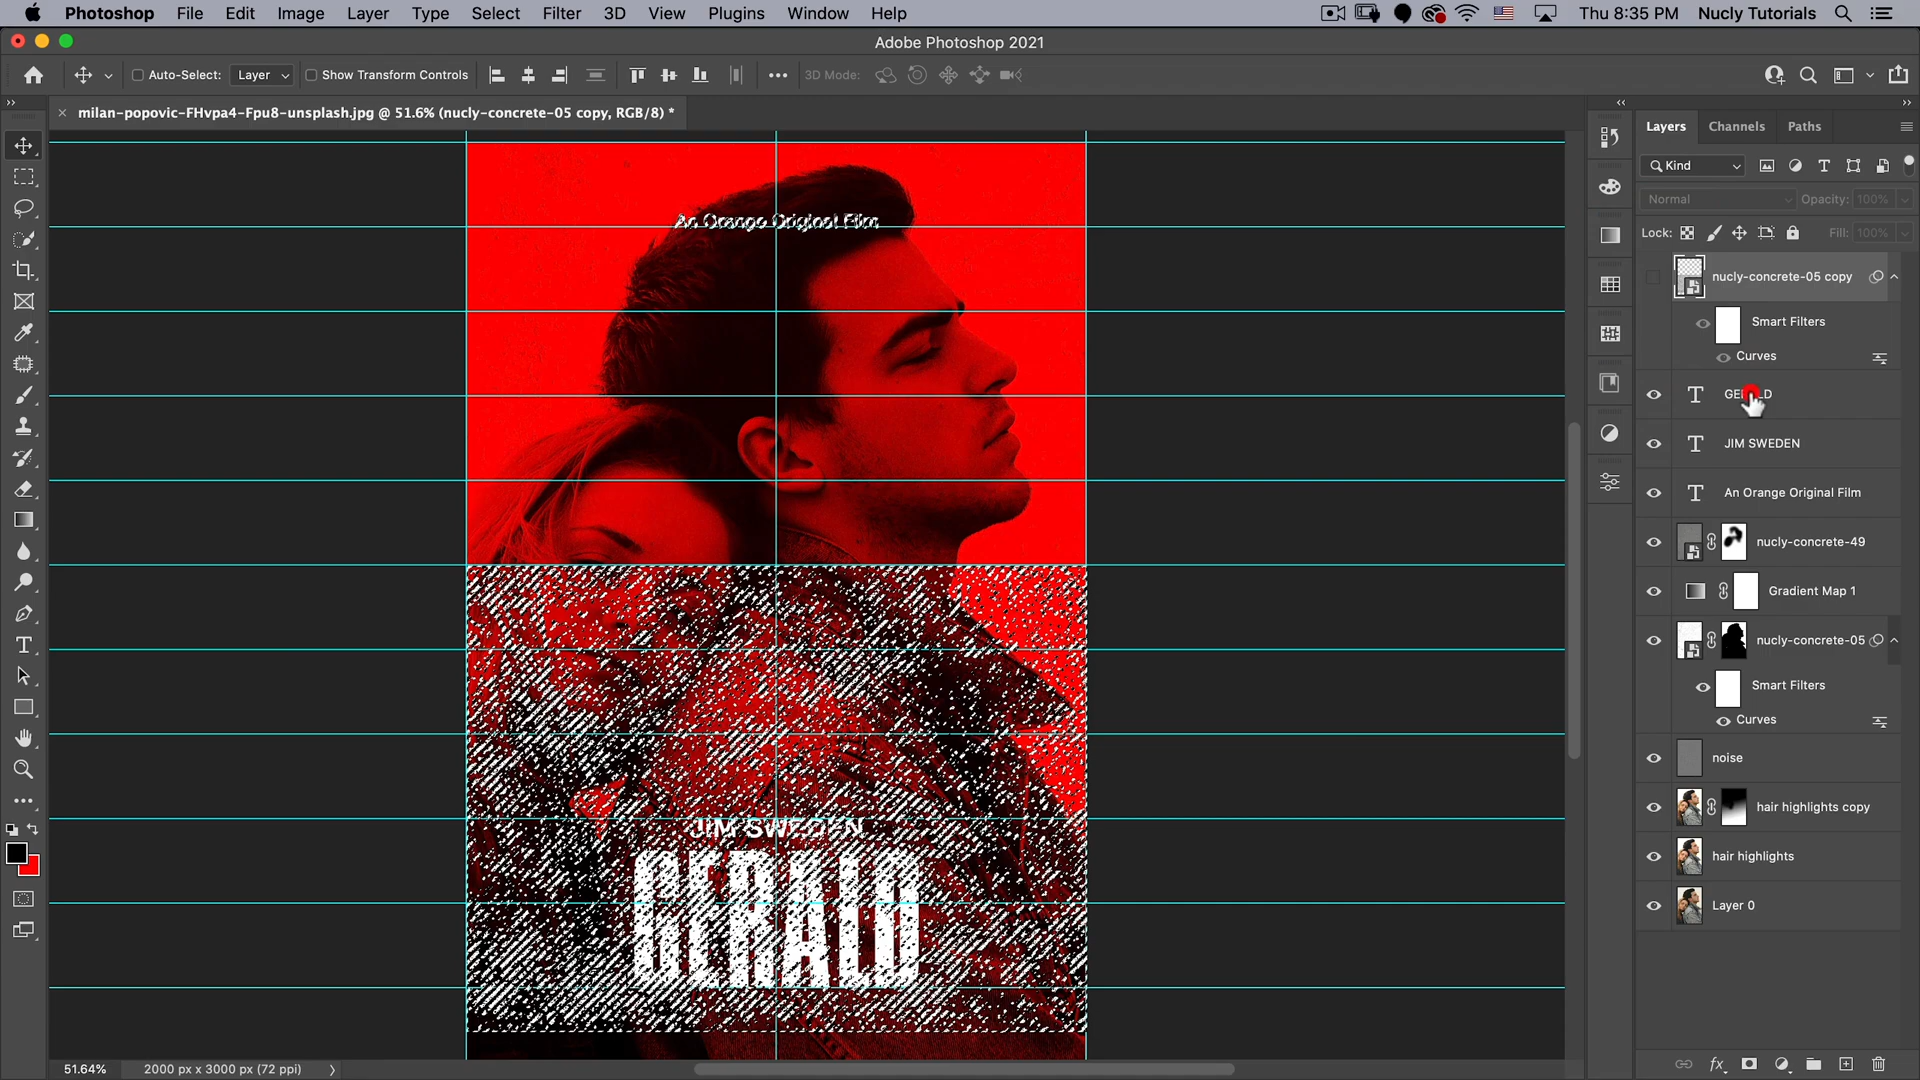 Photoshop File Edit Image Layer Type Select Filter 3D View Plugins Window Help Thu 8:35 PM Nucly Tutorials
Adobe Photoshop 2021
Auto-Select: Layer Show Transform Controls 3D Mode:
milan-popovic-FHvpa4-Fpu8-unsplash.jpg @ 51.6% (nucly-concrete-05 copy, RGB/8) *
Layers Channels Paths
Kind
Normal Opacity: 100%
Lock: Fill: 100%
nucly-concrete-05 copy
Smart Filters
Curves
JIM SWEDEN
An Orange Original Film
nucly-concrete-49
Gradient Map 1
nucly-concrete-05
Smart Filters
Curves
noise
hair highlights copy
hair highlights
Layer 0
An Orange Original Film
JIM SWEDEN
GERALD
51.64% 2000 px x 3000 px (72 ppi)